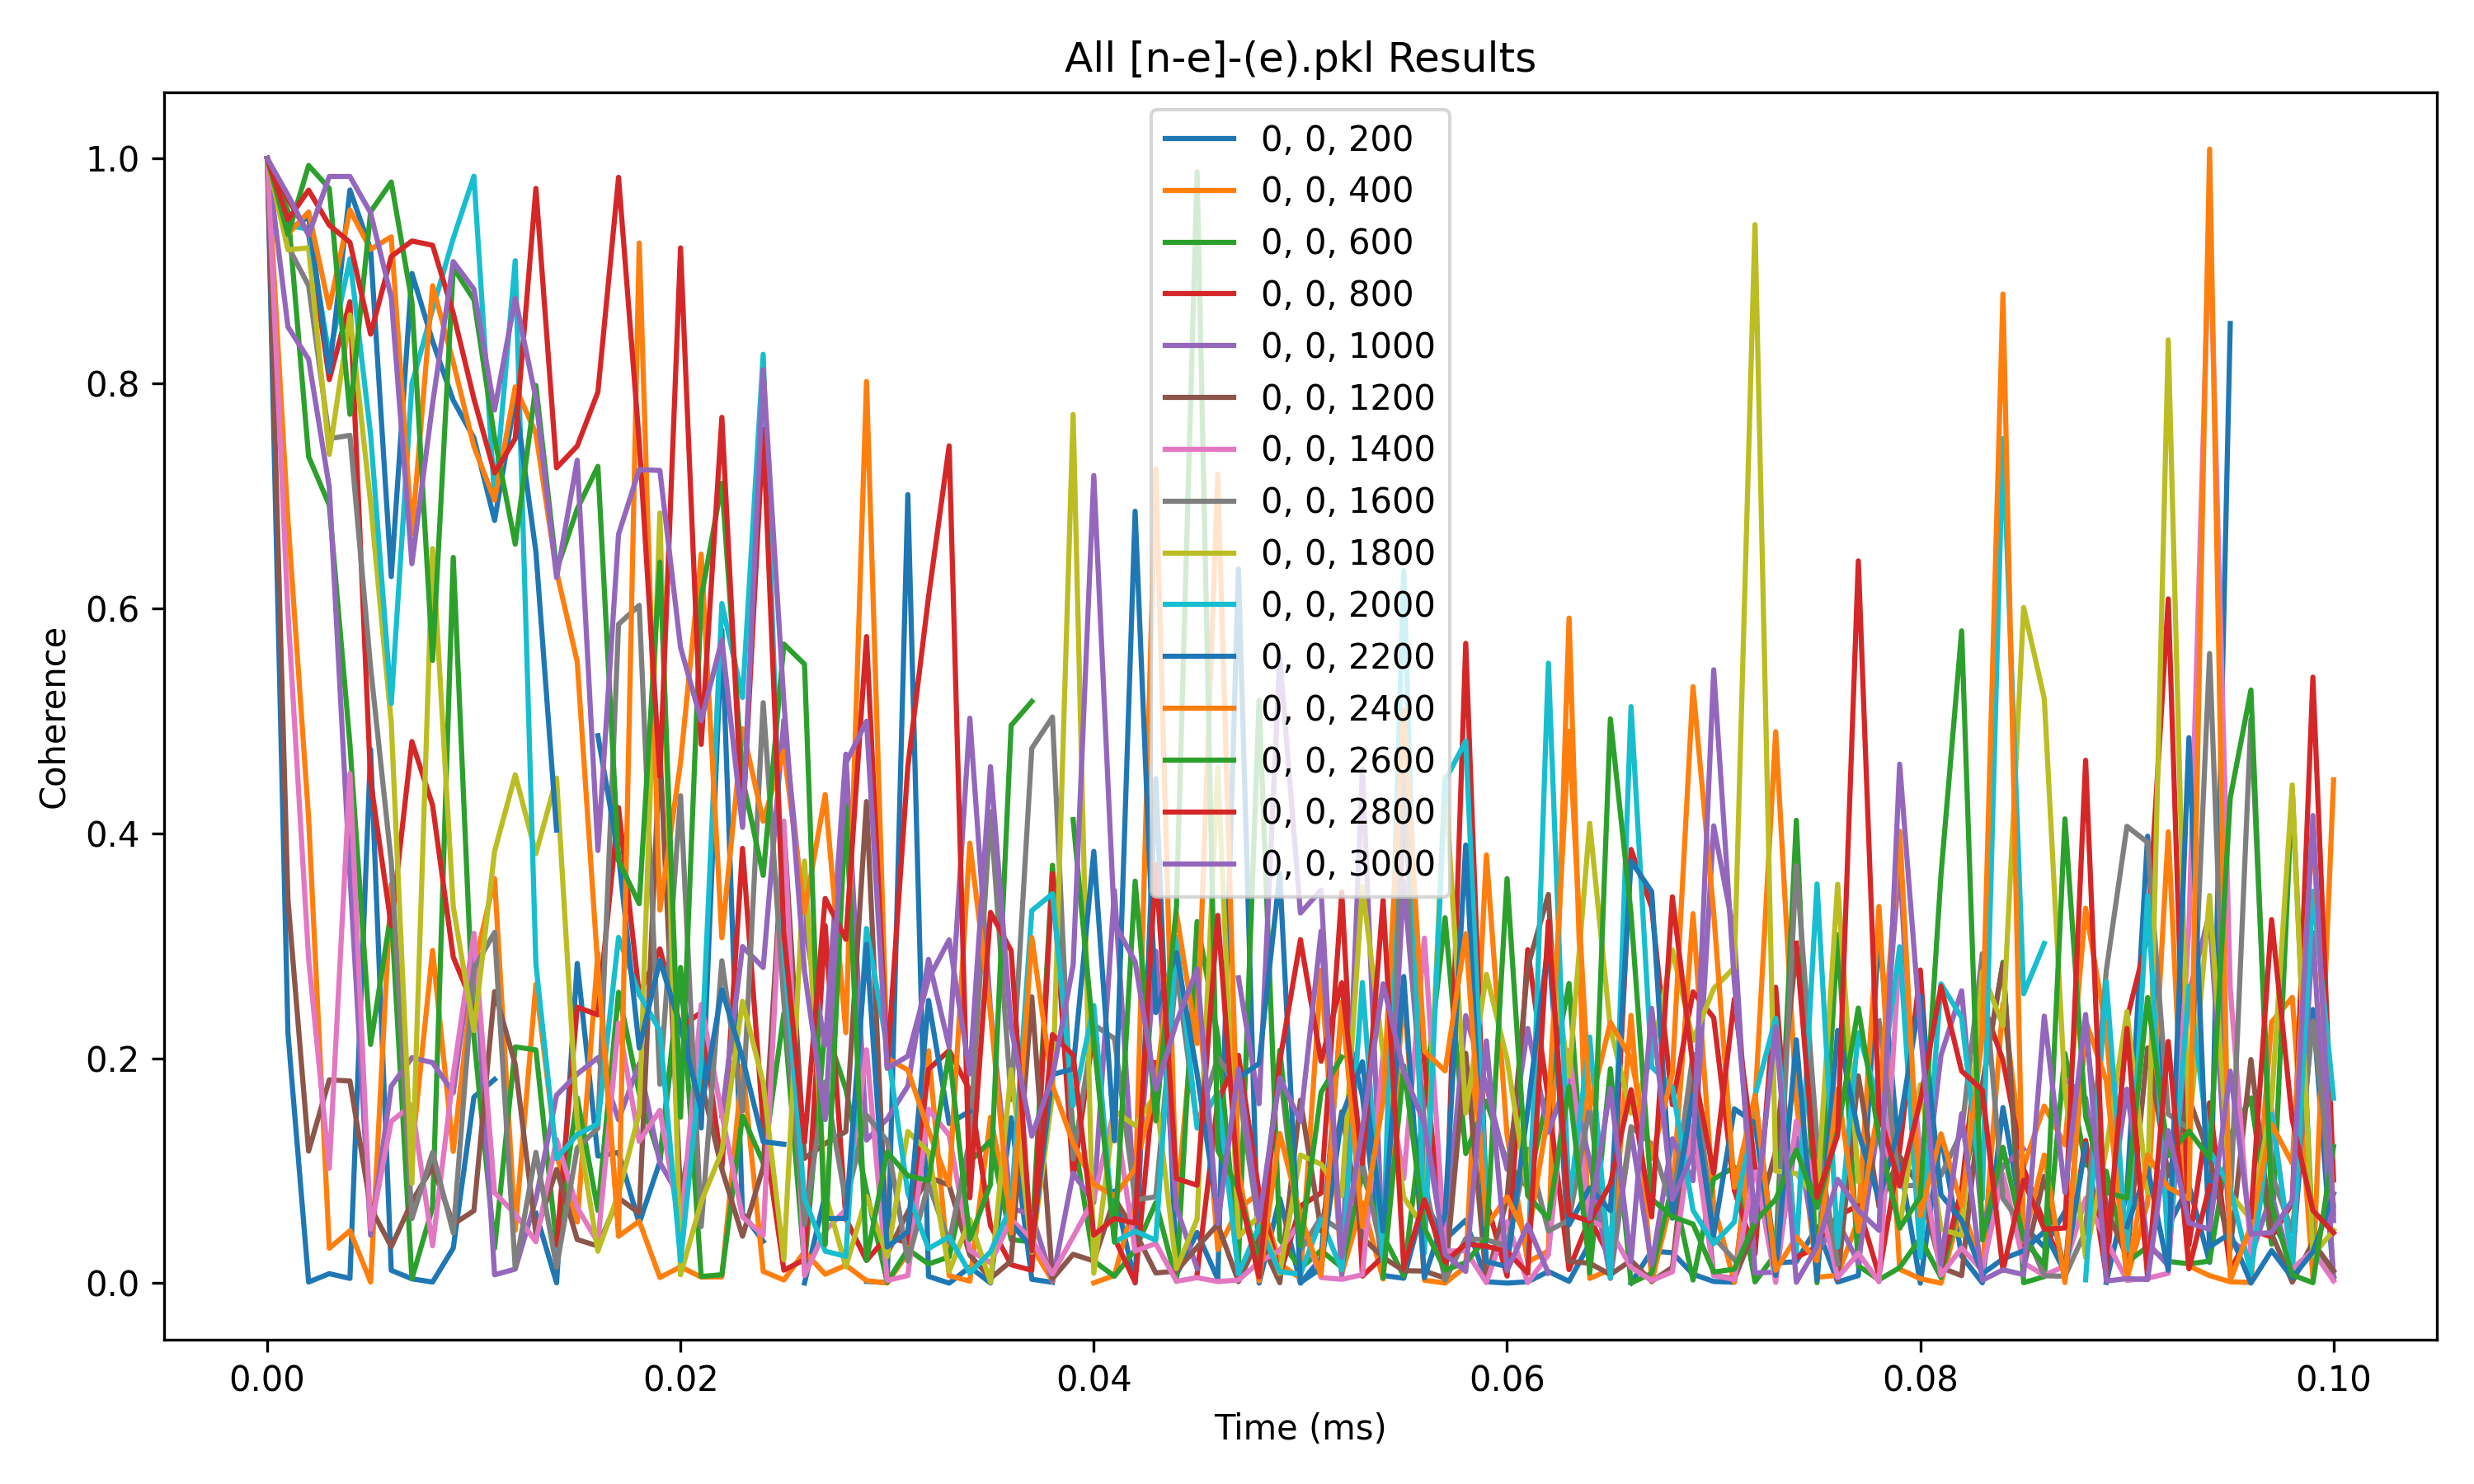 All [n-e]-(e).pkl Results
Coherence
1.0
0.8
0.6
0.4
0.2
0.0
0, 0, 200
0, 0, 400
0, 0, 600
0, 0, 800
0, 0, 1000
0, 0, 1200
0, 0, 1400
0, 0, 1600
0, 0, 1800
0, 0, 2000
0, 0, 2200
0, 0, 2400
0, 0, 2600
0, 0, 2800
0, 0, 3000
0.00 0.02 0.04 0.06 0.08 0.10
Time (ms)